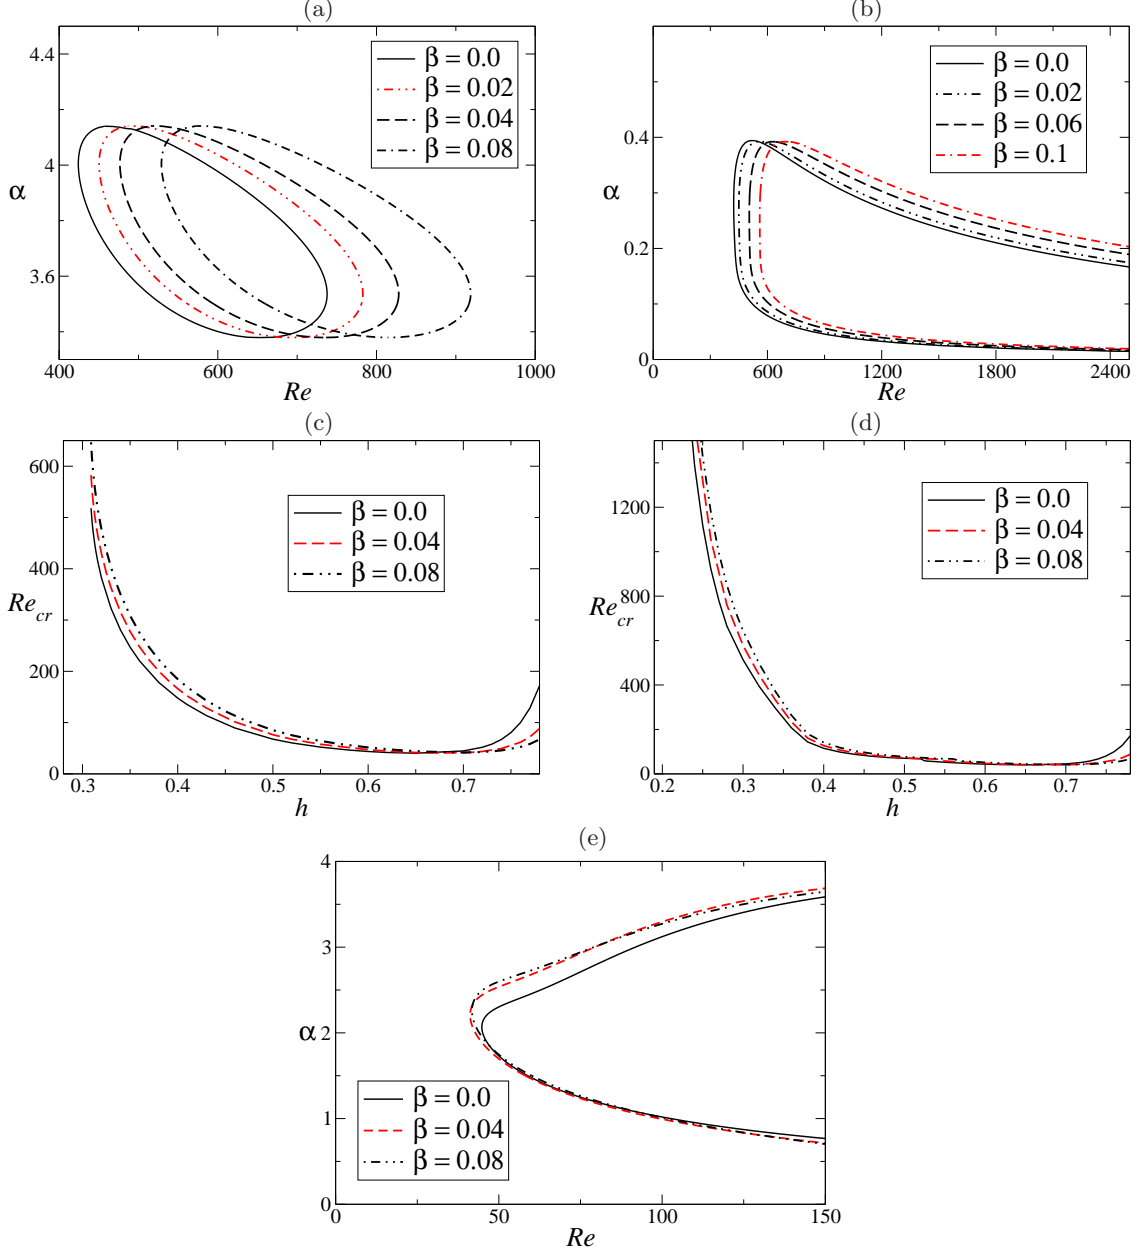 (a)
4.4
4
3.6
α
400
600
800
1000
Re
β = 0.0
β = 0.02
β = 0.04
β = 0.08
(b)
0.4
0.2
0
α
0
600
1200
1800
2400
Re
β = 0.0
β = 0.02
β = 0.06
β = 0.1
(c)
600
400
200
0
Re_cr
0.3
0.4
0.5
0.6
0.7
h
β = 0.0
β = 0.04
β = 0.08
(d)
1200
800
400
0
Re_cr
0.2
0.3
0.4
0.5
0.6
0.7
h
β = 0.0
β = 0.04
β = 0.08
(e)
4
3
2
1
0
α
0
50
100
150
Re
β = 0.0
β = 0.04
β = 0.08